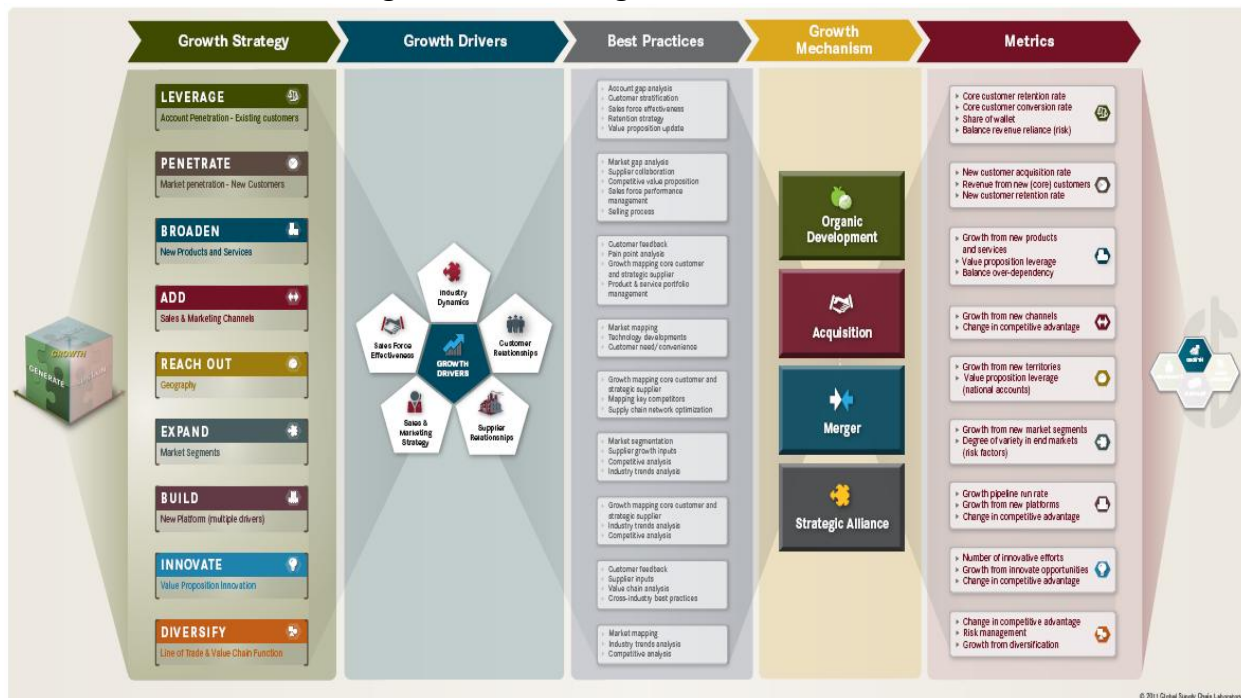 Growth Strategy
Growth Drivers
Best Practices
Growth
Mechanism
Metrics
LEVERAGE
Account Penetration - Existing customers
PENETRATE
Market penetration - New Customers
BROADEN
New Products and Services
ADD
Sales & Marketing Channels
REACH OUT
Geography
EXPAND
Market Segments
BUILD
New Platform (multiple drivers)
INNOVATE
Value Proposition Innovation
DIVERSIFY
Line of Trade & Value Chain Function
GROWTH
GENERATE
Industry
Dynamics
Sales Force
Effectiveness
Customer
Relationships
GROWTH
DRIVERS
Sales &
Marketing
Strategy
Supplier
Relationships
Account gap analysis
Customer stratification
Sales force effectiveness
Retention strategy
Value proposition update
Market gap analysis
Supplier collaboration
Competitive value proposition
Sales force performance
management
Selling process
Customer feedback
Pain point analysis
Growth mapping core customer
and strategic supplier
Product & service portfolio
management
Market mapping
Technology developments
Customer need/convenience
Growth mapping core customer and
strategic supplier
Mapping key competitors
Supply chain network optimization
Market segmentation
Supplier growth inputs
Competitive analysis
Industry trends analysis
Growth mapping core customer and
strategic supplier
Industry trends analysis
Competitive analysis
Customer feedback
Supplier inputs
Value chain analysis
Cross-industry best practices
Market mapping
Industry trends analysis
Competitive analysis
Organic
Development
Acquisition
Merger
Strategic Alliance
Core customer retention rate
Core customer conversion rate
Share of wallet
Balance revenue reliance (risk)
New customer acquisition rate
Revenue from new (core) customers
New customer retention rate
Growth from new products
and services
Value proposition leverage
Balance over-dependency
Growth from new channels
Change in competitive advantage
Growth from new territories
Value proposition leverage
(national accounts)
Growth from new market segments
Degree of variety in end markets
(risk factors)
Growth pipeline run rate
Growth from new platforms
Change in competitive advantage
Number of innovative efforts
Growth from innovate opportunities
Change in competitive advantage
Change in competitive advantage
Risk management
Growth from diversification
© 2011 Global Supply Chain Laboratory